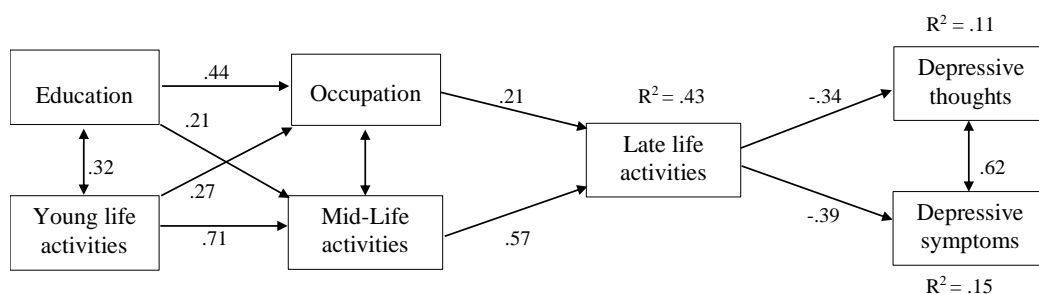 R² = .11
Education
.44
Occupation
.21
R² = .43
-.34
Depressive
thoughts
.21
.32
.27
Late life
activities
.62
Young life
activities
.71
Mid-Life
activities
.57
-.39
Depressive
symptoms
R² = .15